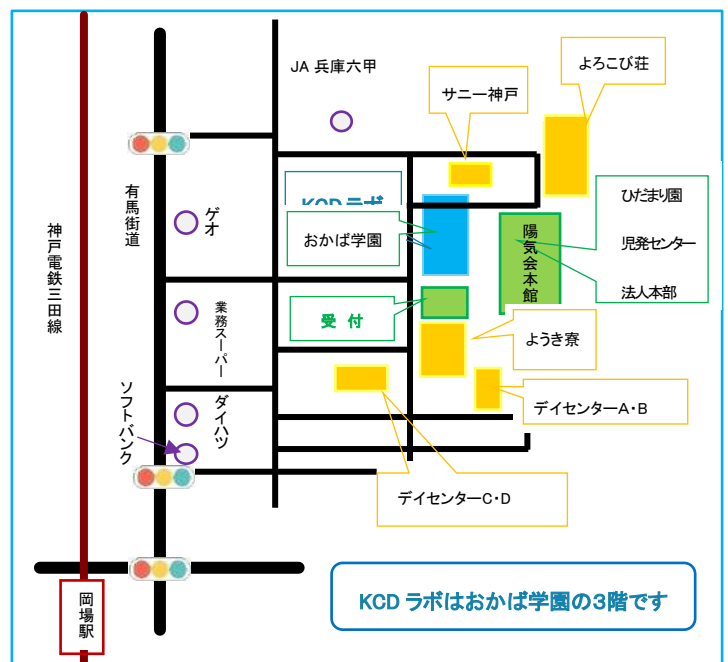 JA 兵庫六甲
よろこび荘
サニー神戸
有馬街道
ゲオ
KCD ラボ
おかば学園
陽気会本館
ひだまり園
児発センター
法人本部
神戸電鉄三田線
業務スーパー
受 付
ようき寮
ソフトバンク
ダイハツ
デイセンターA・B
デイセンターC・D
岡場駅
KCD ラボはおかば学園の3階です